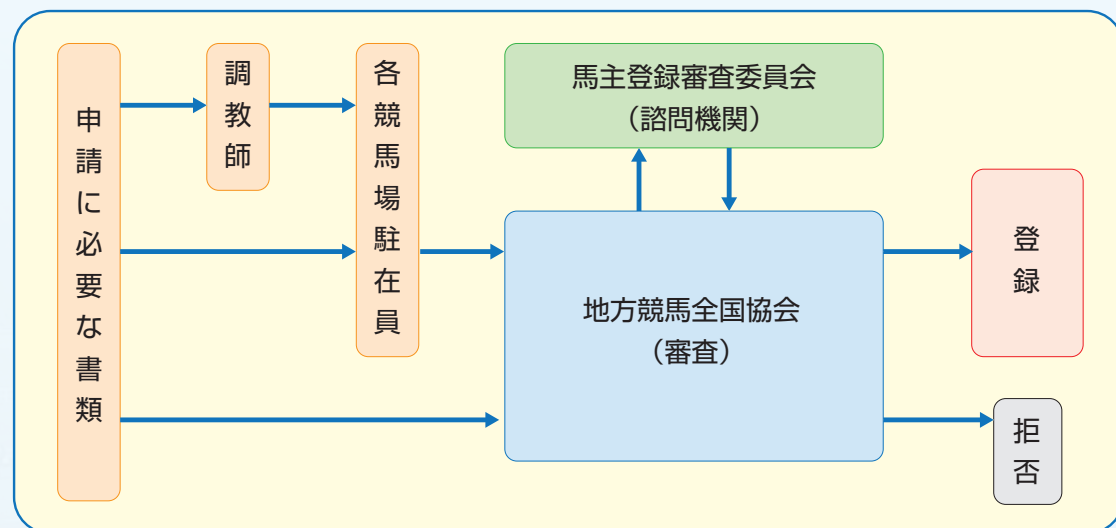 申請に必要な書類
調教師
各競馬場駐在員
馬主登録審査委員会
（諮問機関）
地方競馬全国協会
（審査）
登録
拒否